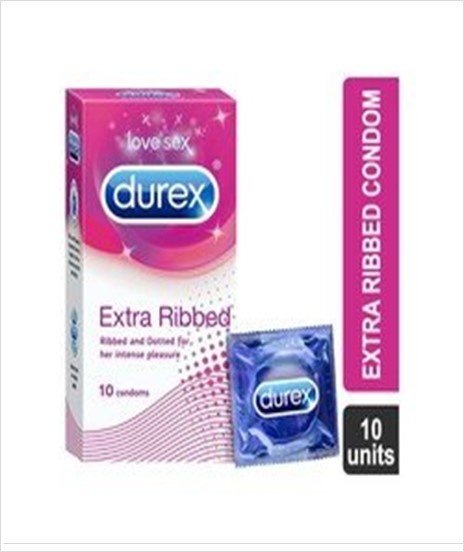 love sex
durex
Extra Ribbed
Ribbed and Dotted for
her intense pleasure
10 condoms
durex
EXTRA RIBBED CONDOM
10
units